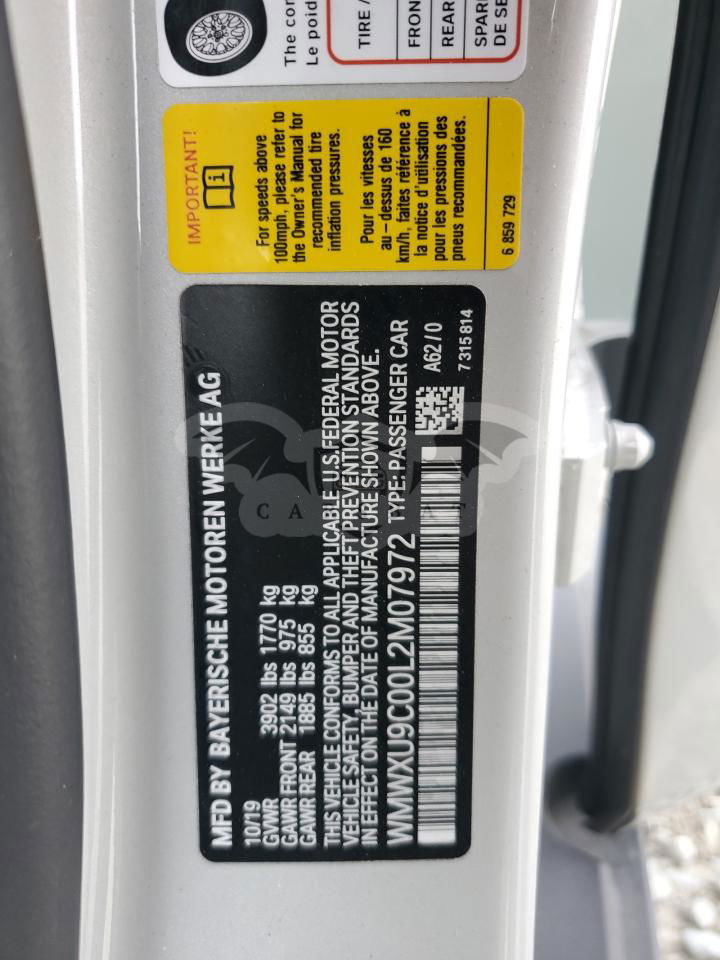 The con
Le poid
TIRE /
FRON
REAR
SPAR
DE SE
IMPORTANT!
For speeds above
100mph, please refer to
the Owner's Manual for
recommended tire
inflation pressures.
Pour les vitesses
au - dessus de 160
km/h, faites référence à
la notice d'utilisation
pour les pressions des
pneus recommandées.
6 859 729
MFD BY BAYERISCHE MOTOREN WERKE AG
10/19
GVWR 3902 lbs 1770 kg
GAWR FRONT 2149 lbs 975 kg
GAWR REAR 1885 lbs 855 kg
THIS VEHICLE CONFORMS TO ALL APPLICABLE U.S. FEDERAL MOTOR
VEHICLE SAFETY, BUMPER AND THEFT PREVENTION STANDARDS
IN EFFECT ON THE DATE OF MANUFACTURE SHOWN ABOVE.
WMWXU9C00L2M07972 TYPE: PASSENGER CAR
A62/0
7315814